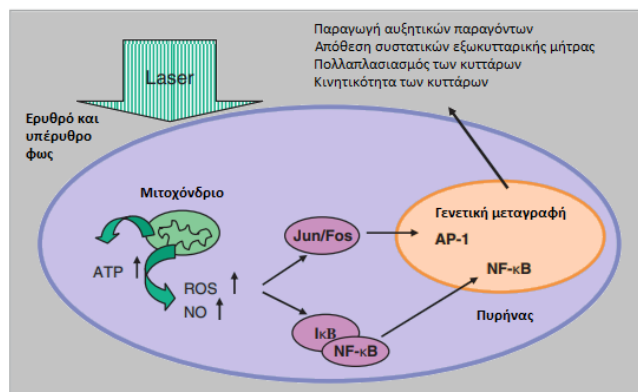 Παραγωγή αυξητικών παραγόντων
Απόθεση συστατικών εξωκυτταρικής μήτρας
Πολλαπλασιασμός των κυττάρων
Κινητικότητα των κυττάρων
Laser
Ερυθρό και
υπέρυθρο
φως
Μιτοχόνδριο
ATP
ROS
NO
Jun/Fos
IκB
NF-κB
Γενετική μεταγραφή
AP-1
NF-κB
Πυρήνας